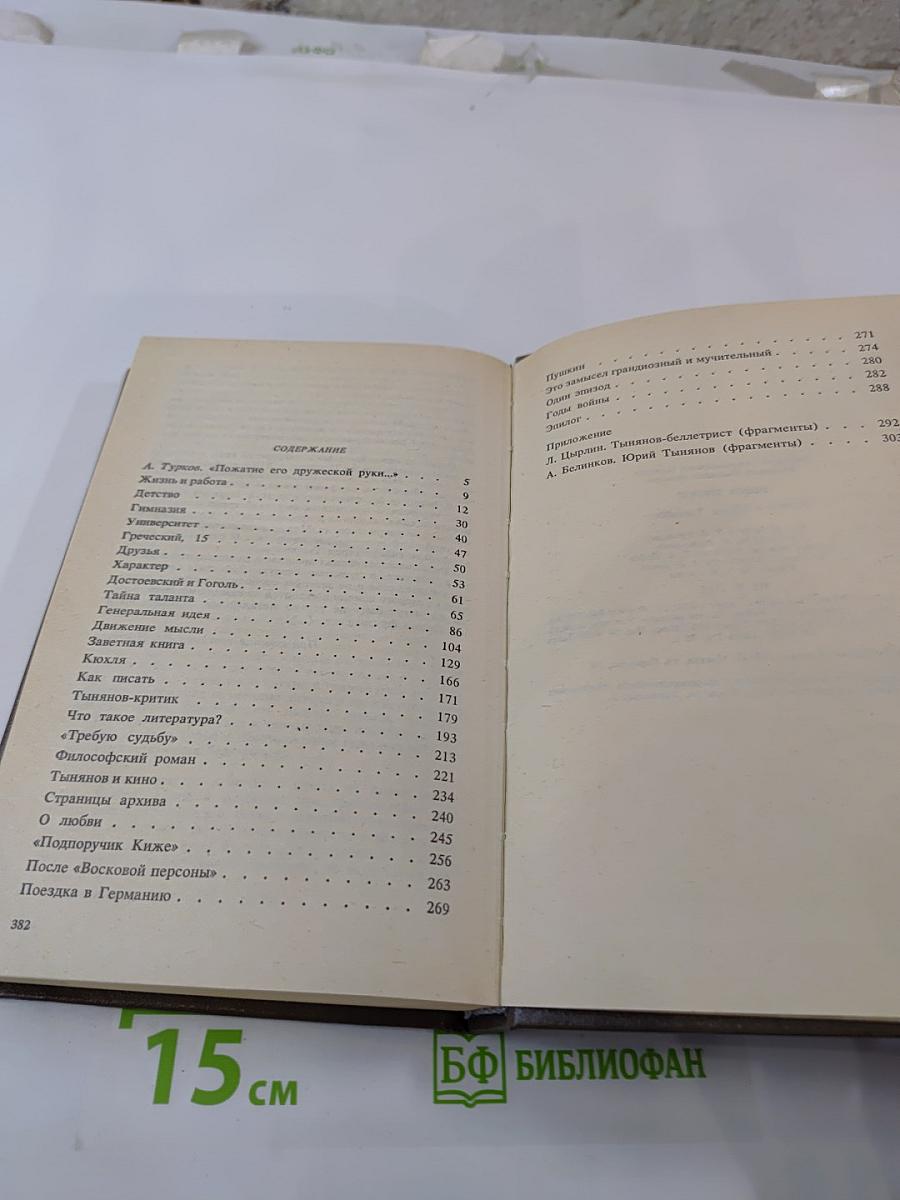 СОДЕРЖАНИЕ
А. Турков. «Пожатие его дружеской руки...» . . . 5
Жизнь и работа . . . . . . . . . . . . . . . 9
Детство . . . . . . . . . . . . . . . 12
Гимназия . . . . . . . . . . . . . . . 30
Университет . . . . . . . . . . . . . . . 40
Греческий, 15 . . . . . . . . . . . . . . . 47
Друзья . . . . . . . . . . . . . . . 50
Характер . . . . . . . . . . . . . . . 53
Достоевский и Гоголь . . . . . . . . . . . . . 61
Тайна таланта . . . . . . . . . . . . . . . 65
Генеральная идея . . . . . . . . . . . . . . 86
Движение мысли . . . . . . . . . . . . . . 104
Заветная книга . . . . . . . . . . . . . . 129
Кюхля . . . . . . . . . . . . . . . 166
Как писать . . . . . . . . . . . . . . . 171
Тынянов-критик . . . . . . . . . . . . . . 179
Что такое литература? . . . . . . . . . . . . 193
«Требую судьбу» . . . . . . . . . . . . . . 213
Философский роман . . . . . . . . . . . . . 221
Тынянов и кино . . . . . . . . . . . . . . 234
Страницы архива . . . . . . . . . . . . . . 240
О любви . . . . . . . . . . . . . . . 245
«Подпоручик Киже» . . . . . . . . . . . . . 256
После «Восковой персоны» . . . . . . . . . . 263
Поездка в Германию . . . . . . . . . . . . 269
382
Пушкин . . . . . . . . . . . . . . . 271
Это замысел грандиозный и мучительный . . . . . 274
Один эпизод . . . . . . . . . . . . . . 280
Годы войны . . . . . . . . . . . . . . 282
Эпилог . . . . . . . . . . . . . . . 288
Приложение
Л. Цырлин. Тынянов-беллетрист (фрагменты) . . . 292
А. Белинков. Юрий Тынянов (фрагменты) . . . . 303
15 см
БФ БИБЛИОФАН